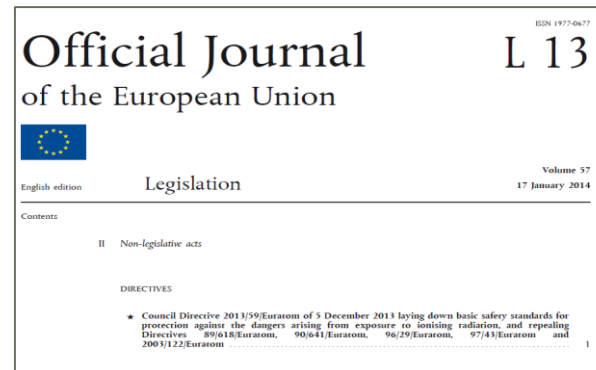 ISSN 1977-0677
Official Journal
L 13
of the European Union
Volume 57
English edition
Legislation
17 January 2014
Contents
II Non-legislative acts
DIRECTIVES
★ Council Directive 2013/59/Euratom of 5 December 2013 laying down basic safety standards for
protection against the dangers arising from exposure to ionising radiation, and repealing
Directives 89/618/Euratom, 90/641/Euratom, 96/29/Euratom, 97/43/Euratom and
2003/122/Euratom ........................................................................ 1